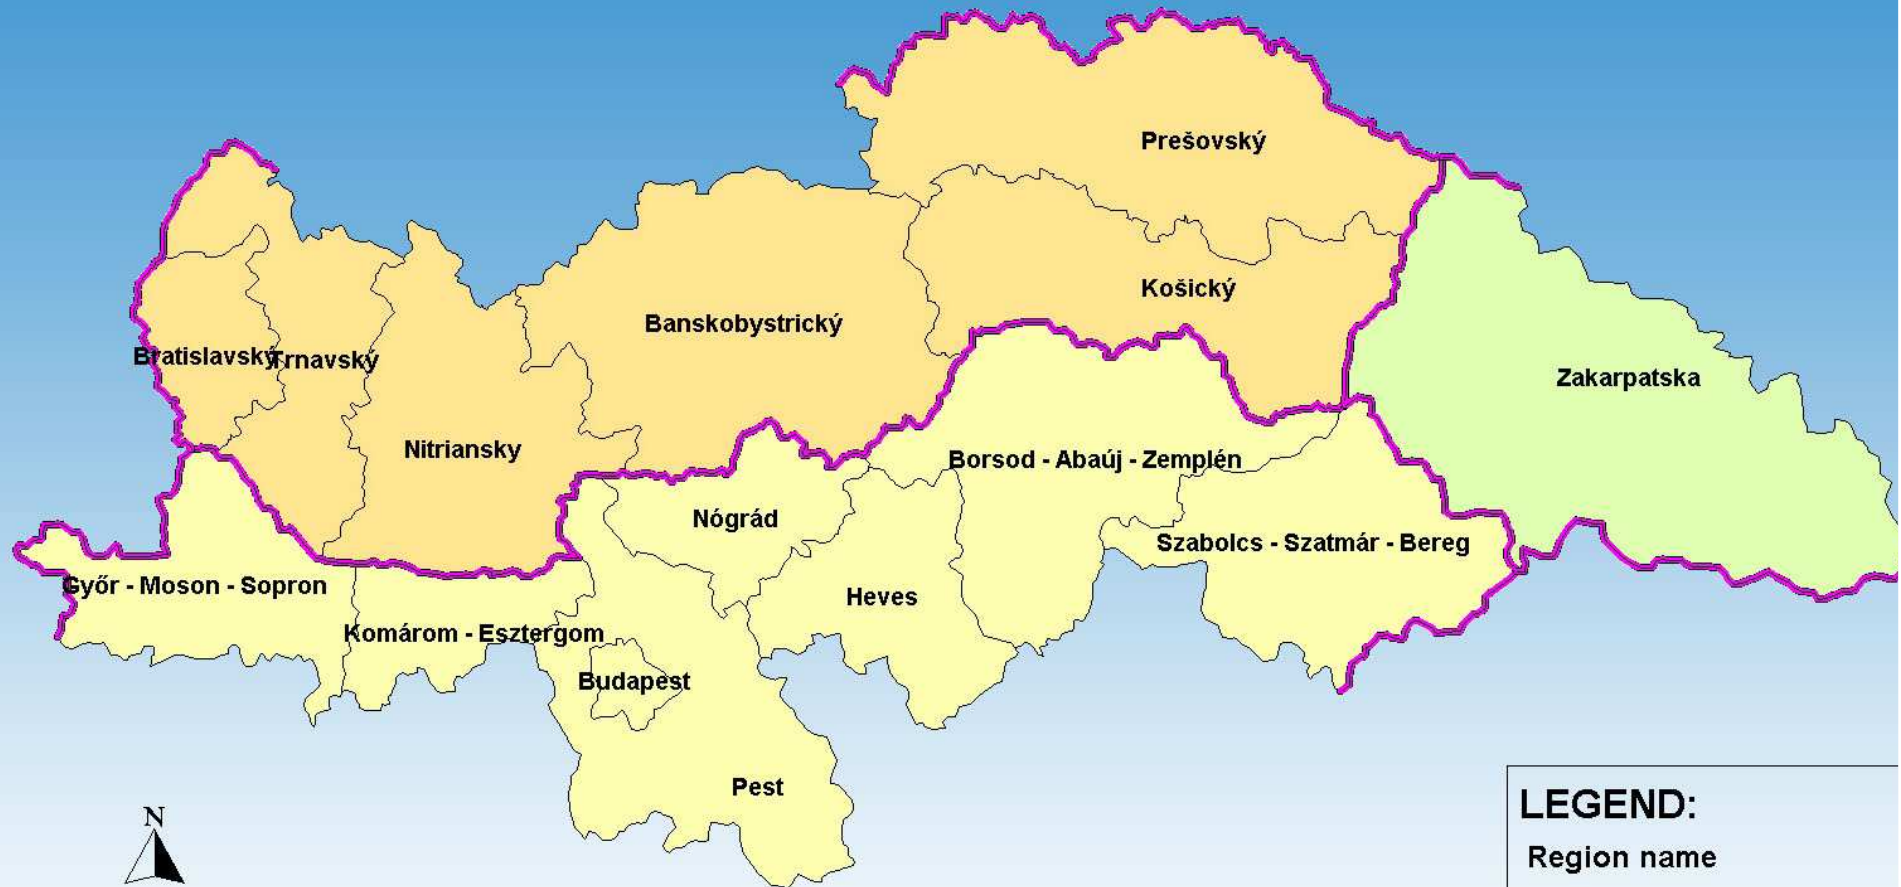 Prešovský
Košický
Banskobystrický
Bratislavský
Trnavský
Zakarpatska
Nitriansky
Borsod - Abaúj - Zemplén
Nógrád
Szabolcs - Szatmár - Bereg
Győr - Moson - Sopron
Heves
Komárom - Esztergom
Budapest
Pest
N
LEGEND:
Region name